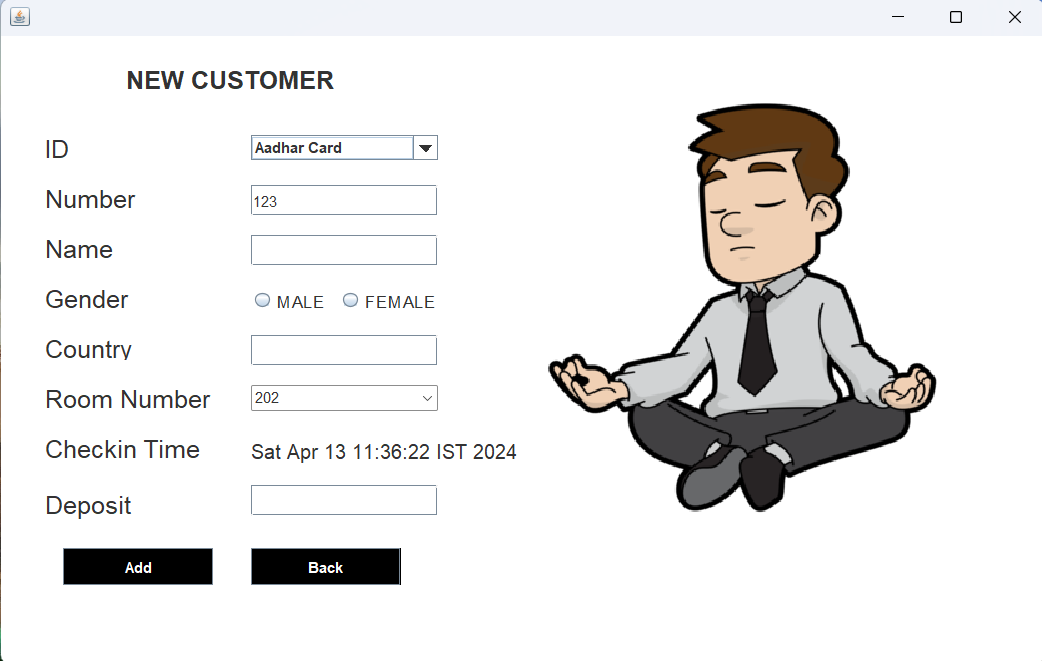 NEW CUSTOMER
ID Aadhar Card
Number 123
Name
Gender MALE FEMALE
Country
Room Number 202
Checkin Time Sat Apr 13 11:36:22 IST 2024
Deposit
Add Back